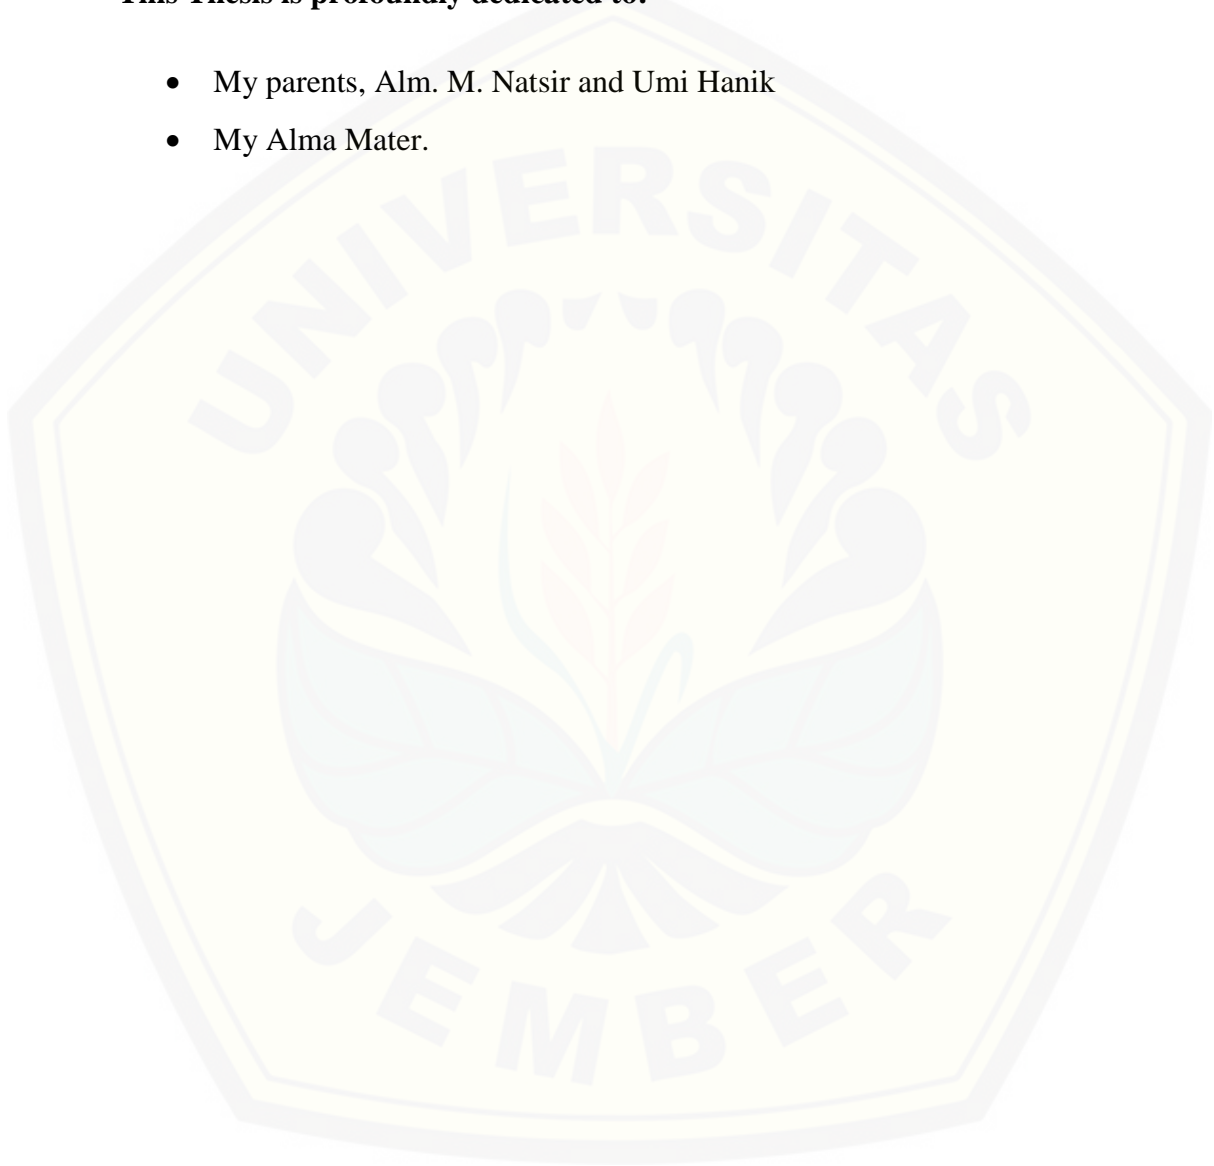 This Thesis is profoundly dedicated to:
• My parents, Alm. M. Natsir and Umi Hanik
• My Alma Mater.
UNIVERSITAS
JEMBER